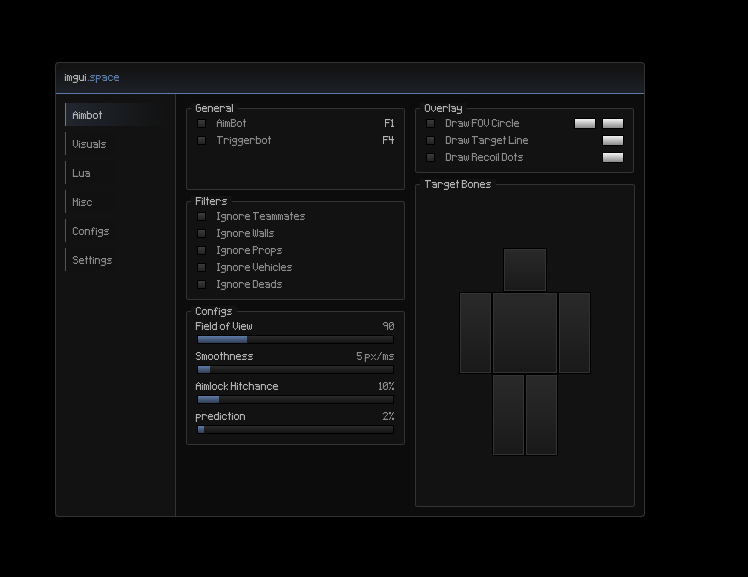 imgui.space
Aimbot
Visuals
Lua
Misc
Configs
Settings
General
AimBot F1
Triggerbot F4
Filters
Ignore Teammates
Ignore Walls
Ignore Props
Ignore Vehicles
Ignore Deads
Configs
Field of View 90
Smoothness 5 px/ms
Aimlock Hitchance 10%
prediction 2%
Overlay
Draw FOV Circle
Draw Target Line
Draw Recoil Dots
Target Bones